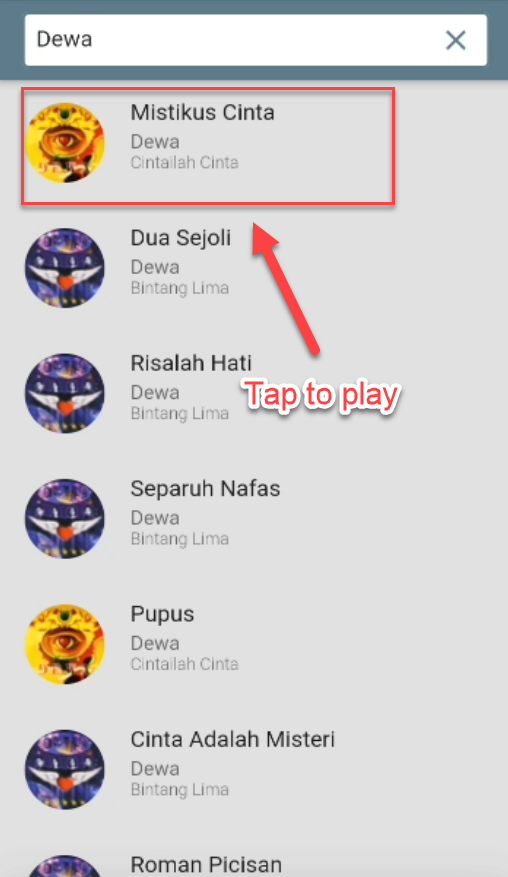 Dewa
Mistikus Cinta
Dewa
Cintailah Cinta
Dua Sejoli
Dewa
Bintang Lima
Risalah Hati
Dewa
Bintang Lima
Tap to play
Separuh Nafas
Dewa
Bintang Lima
Pupus
Dewa
Cintailah Cinta
Cinta Adalah Misteri
Dewa
Bintang Lima
Roman Picisan